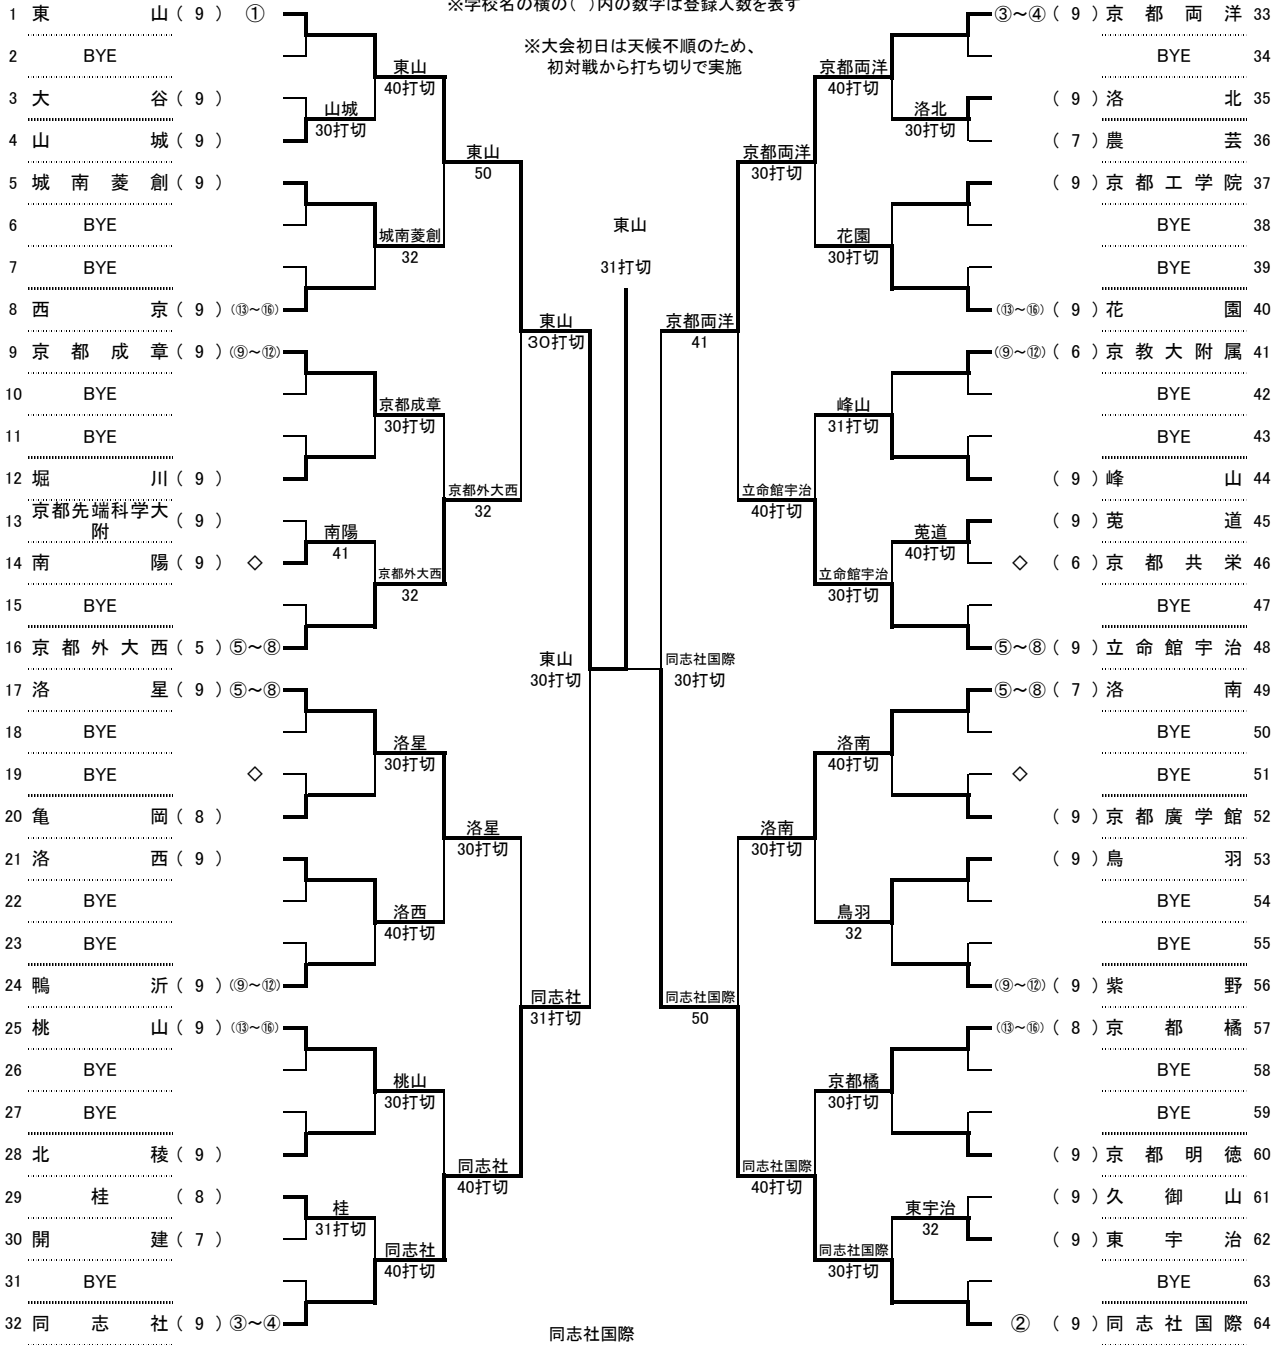 ※学校名の横の( )内の数字は登録人数を表す
※大会初日は天候不順のため、
初対戦から打ち切りで実施
1 東 山 ( 9 ) ①
2 BYE
3 大 谷 ( 9 )
4 山 城 ( 9 )
5 城 南 菱 創 ( 9 )
6 BYE
7 BYE
8 西 京 ( 9 ) (⑬～⑯)
9 京 都 成 章 ( 9 ) (⑨～⑫)
10 BYE
11 BYE
12 堀 川 ( 9 )
13 京都先端科学大附 ( 9 )
14 南 陽 ( 9 ) ◇
15 BYE
16 京 都 外 大 西 ( 5 ) ⑤～⑧
17 洛 星 ( 9 ) ⑤～⑧
18 BYE
19 BYE ◇
20 亀 岡 ( 8 )
21 洛 西 ( 9 )
22 BYE
23 BYE
24 鴨 沂 ( 9 ) (⑨～⑫)
25 桃 山 ( 9 ) (⑬～⑯)
26 BYE
27 BYE
28 北 稜 ( 9 )
29 桂 ( 8 )
30 開 建 ( 7 )
31 BYE
32 同 志 社 ( 9 ) ③～④
山城
30打切
南陽
41
桂
31打切
東山
40打切
城南菱創
32
京都成章
30打切
京都外大西
32
洛星
30打切
洛西
40打切
桃山
30打切
同志社
40打切
東山
50
京都外大西
32
洛星
30打切
同志社
40打切
東山
30打切
同志社
31打切
東山
30打切
東山
31打切
同志社国際
30打切
京都両洋
41
同志社国際
50
京都両洋
30打切
立命館宇治
40打切
洛南
30打切
同志社国際
40打切
京都両洋
40打切
花園
30打切
峰山
31打切
立命館宇治
30打切
洛南
40打切
鳥羽
32
京都橘
30打切
同志社国際
30打切
洛北
30打切
莵道
40打切
東宇治
32
③～④ ( 9 ) 京 都 両 洋 33
BYE 34
( 9 ) 洛 北 35
( 7 ) 農 芸 36
( 9 ) 京 都 工 学 院 37
BYE 38
BYE 39
(⑬～⑯) ( 9 ) 花 園 40
(⑨～⑫) ( 6 ) 京 教 大 附 属 41
BYE 42
BYE 43
( 9 ) 峰 山 44
( 9 ) 莵 道 45
◇ ( 6 ) 京 都 共 栄 46
BYE 47
⑤～⑧ ( 9 ) 立 命 館 宇 治 48
⑤～⑧ ( 7 ) 洛 南 49
BYE 50
◇ BYE 51
( 9 ) 京 都 廣 学 館 52
( 9 ) 鳥 羽 53
BYE 54
BYE 55
(⑨～⑫) ( 9 ) 紫 野 56
(⑬～⑯) ( 8 ) 京 都 橘 57
BYE 58
BYE 59
( 9 ) 京 都 明 徳 60
( 9 ) 久 御 山 61
( 9 ) 東 宇 治 62
BYE 63
② ( 9 ) 同 志 社 国 際 64
同志社国際